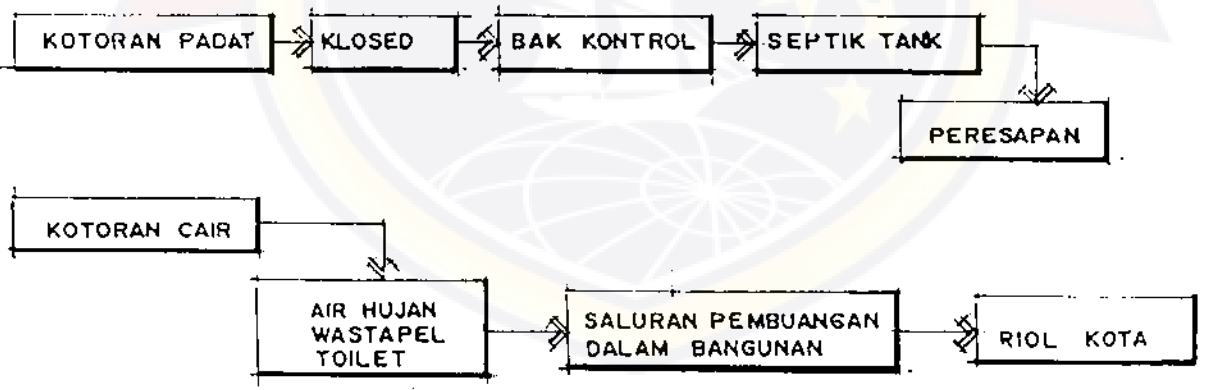 KOTORAN PADAT
KLOSED
BAK KONTROL
SEPTIK TANK
PERESAPAN
KOTORAN CAIR
AIR HUJAN
WASTAPEL
TOILET
SALURAN PEMBUANGAN
DALAM BANGUNAN
RIOL KOTA